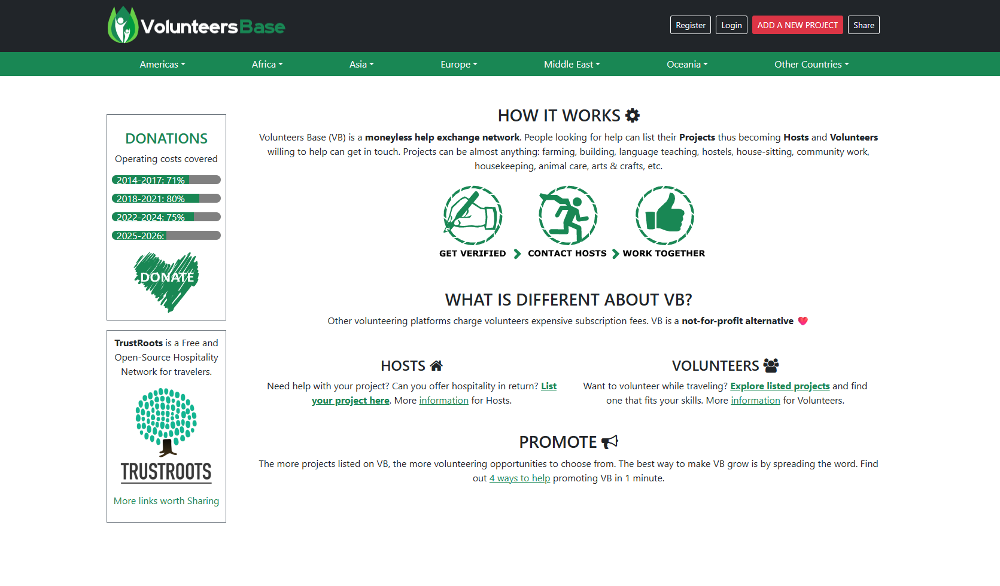 VolunteersBase
Register
Login
ADD A NEW PROJECT
Share
Americas
Africa
Asia
Europe
Middle East
Oceania
Other Countries
DONATIONS
Operating costs covered
2014-2017: 71%
2018-2021: 80%
2022-2024: 75%
2025-2026:
DONATE
TrustRoots is a Free and
Open-Source Hospitality
Network for travelers.
TRUSTROOTS
More links worth Sharing
HOW IT WORKS
Volunteers Base (VB) is a moneyless help exchange network. People looking for help can list their Projects thus becoming Hosts and Volunteers
willing to help can get in touch. Projects can be almost anything: farming, building, language teaching, hostels, house-sitting, community work,
housekeeping, animal care, arts & crafts, etc.
GET VERIFIED
CONTACT HOSTS
WORK TOGETHER
WHAT IS DIFFERENT ABOUT VB?
Other volunteering platforms charge volunteers expensive subscription fees. VB is a not-for-profit alternative
HOSTS
Need help with your project? Can you offer hospitality in return? List
your project here. More information for Hosts.
VOLUNTEERS
Want to volunteer while traveling? Explore listed projects and find
one that fits your skills. More information for Volunteers.
PROMOTE
The more projects listed on VB, the more volunteering opportunities to choose from. The best way to make VB grow is by spreading the word. Find
out 4 ways to help promoting VB in 1 minute.